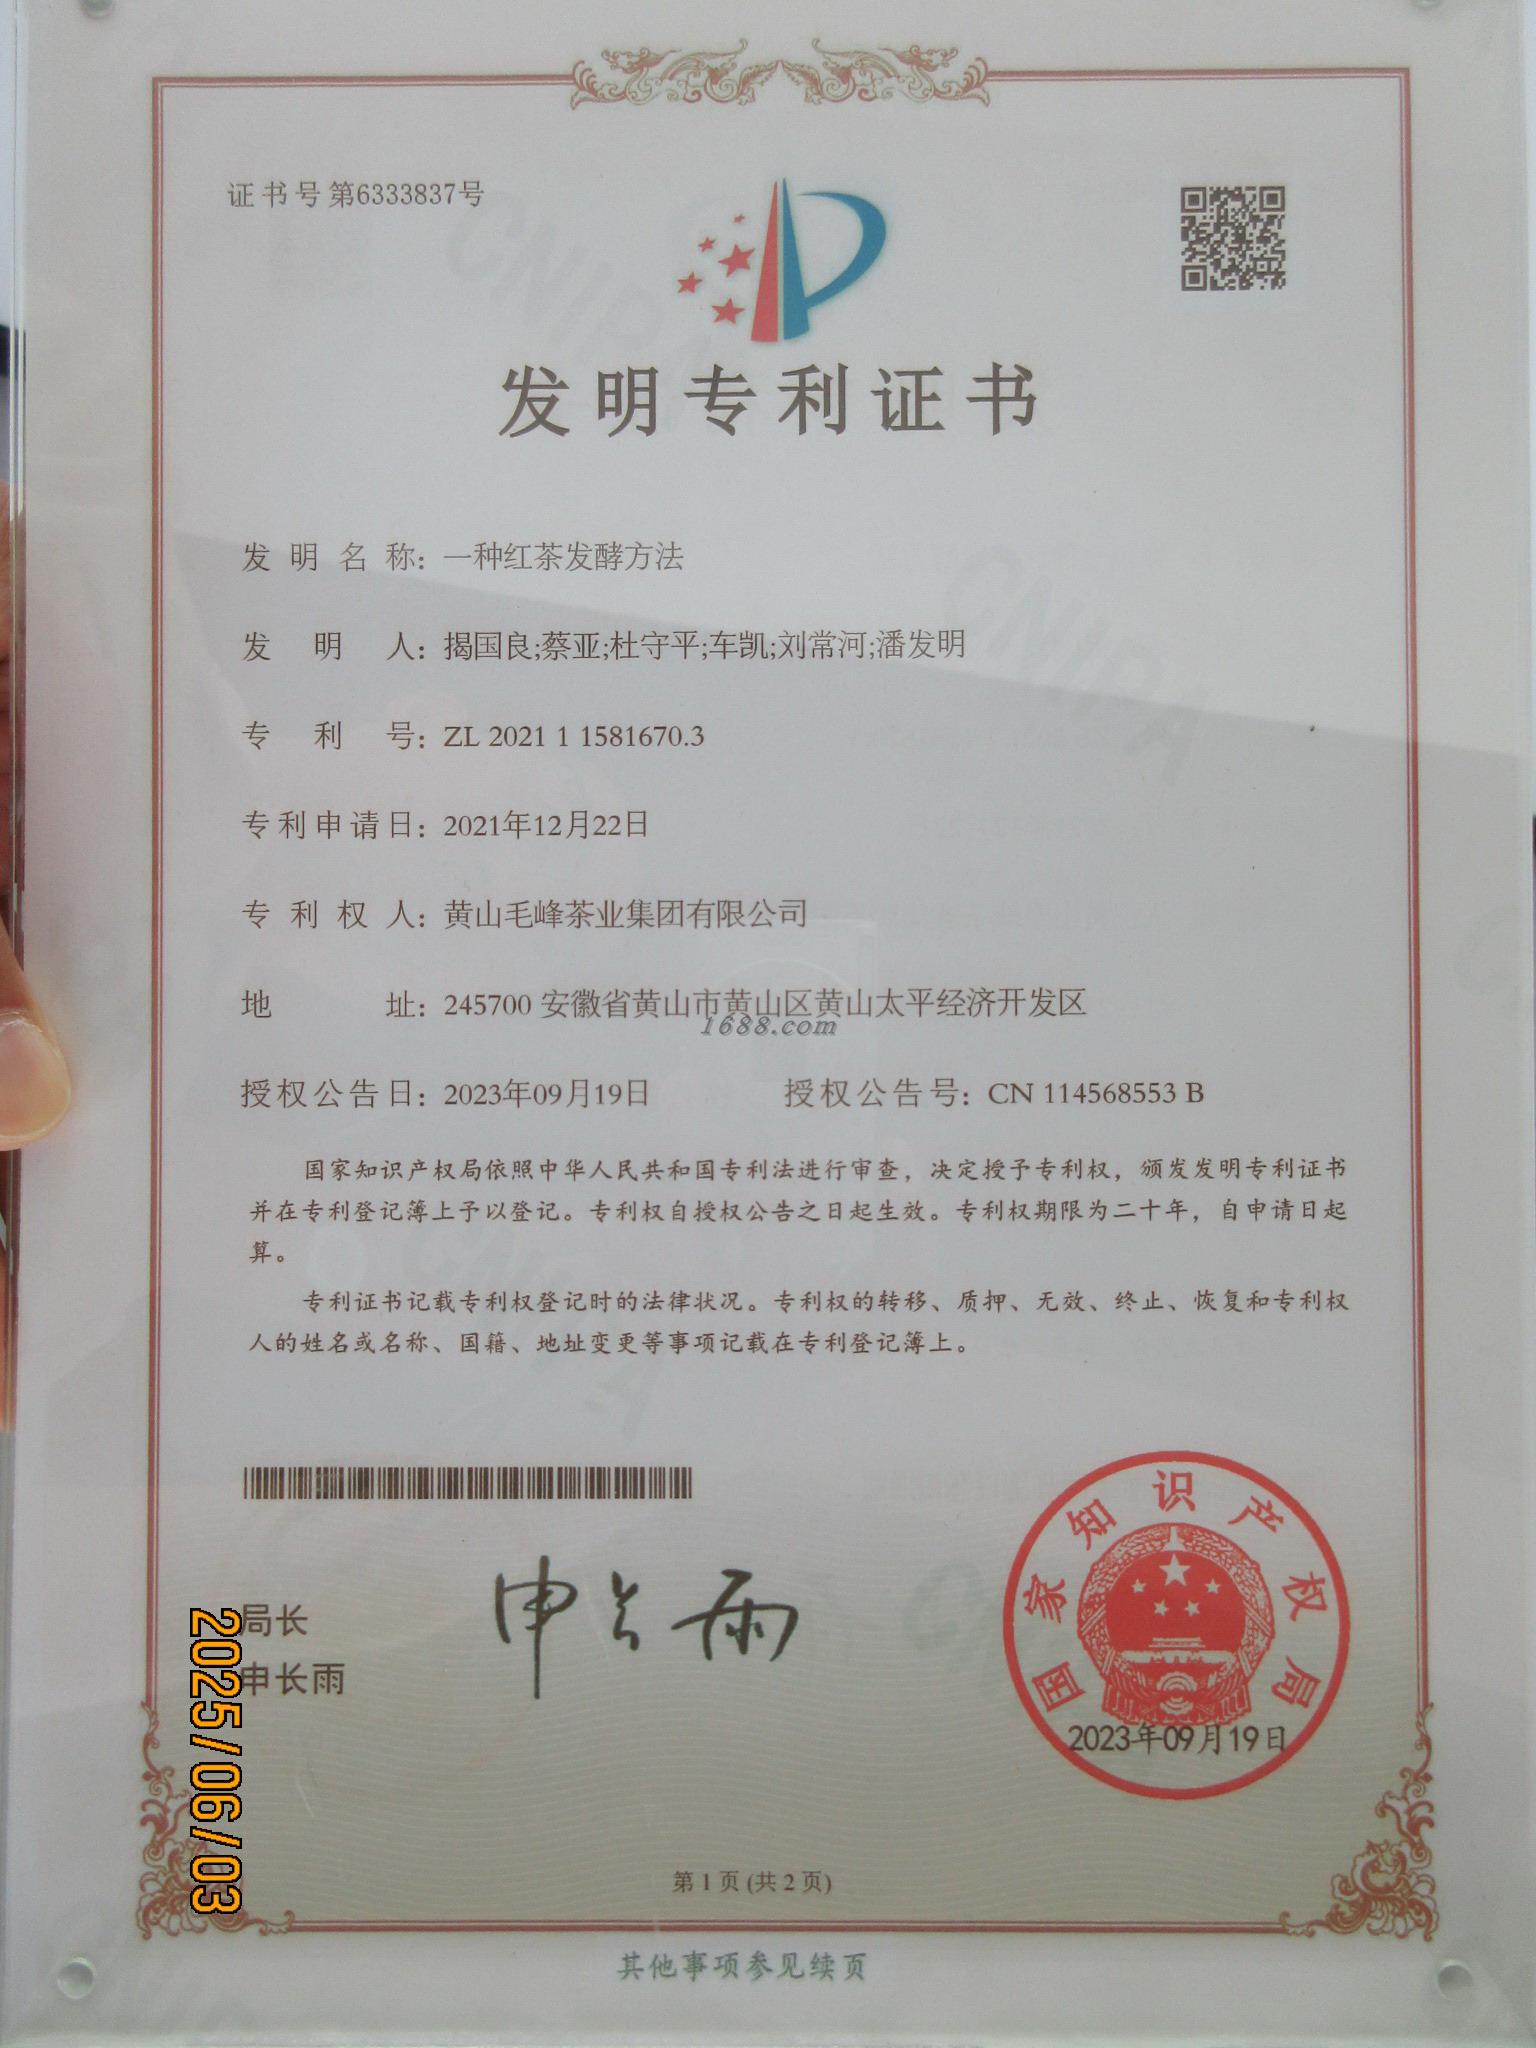 证书号第6333837号
发明专利证书
发明名称：一种红茶发酵方法
发明人：揭国良;蔡亚;杜守平;车凯;刘常河;潘发明
专利号：ZL 2021 1 1581670.3
专利申请日：2021年12月22日
专利权人：黄山毛峰茶业集团有限公司
地址：245700 安徽省黄山市黄山区黄山太平经济开发区
1688.com
授权公告日：2023年09月19日 授权公告号：CN 114568553 B
国家知识产权局依照中华人民共和国专利法进行审查，决定授予专利权，颁发发明专利证书
并在专利登记簿上予以登记。专利权自授权公告之日起生效。专利权期限为二十年，自申请日起
算。
专利证书记载专利权登记时的法律状况。专利权的转移、质押、无效、终止、恢复和专利权
人的姓名或名称、国籍、地址变更等事项记载在专利登记簿上。
局长
申长雨
申长雨
国家知识产权局
2023年09月19日
2025/06/03
第 1 页 (共 2 页)
其他事项参见续页
CNIPA
CNIPA
CNIPA